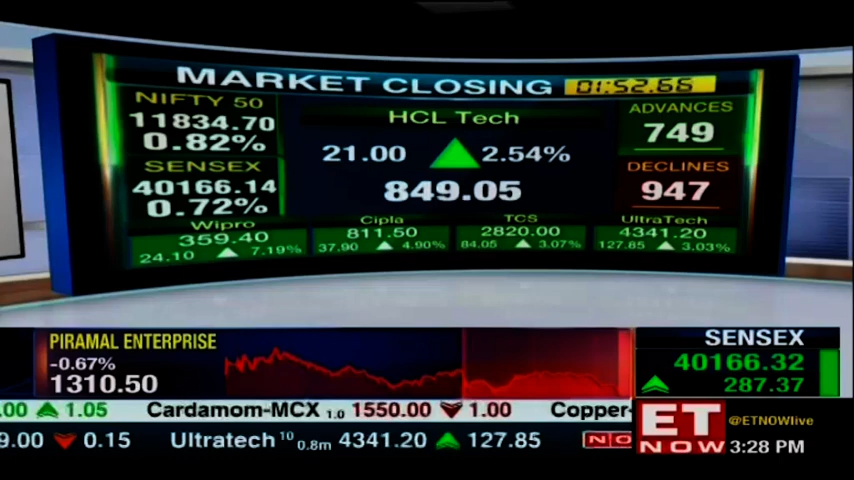 MARKET CLOSING 01:52.66
NIFTY 50
11834.70
0.82%
SENSEX
40166.14
0.72%
HCL Tech
21.00 2.54%
849.05
ADVANCES
749
DECLINES
947
Wipro
359.40
24.10 7.19%
Cipla
811.50
37.90 4.90%
TCS
2820.00
84.05 3.07%
UltraTech
4341.20
127.85 3.03%
PIRAMAL ENTERPRISE
-0.67%
1310.50
SENSEX
40166.32
287.37
.00 1.05 Cardamom-MCX 1.0 1550.00 1.00 Copper-
9.00 0.15 Ultratech 10 0.8m 4341.20 127.85 NO
ET
NOW
@ETNOWlive
3:28 PM